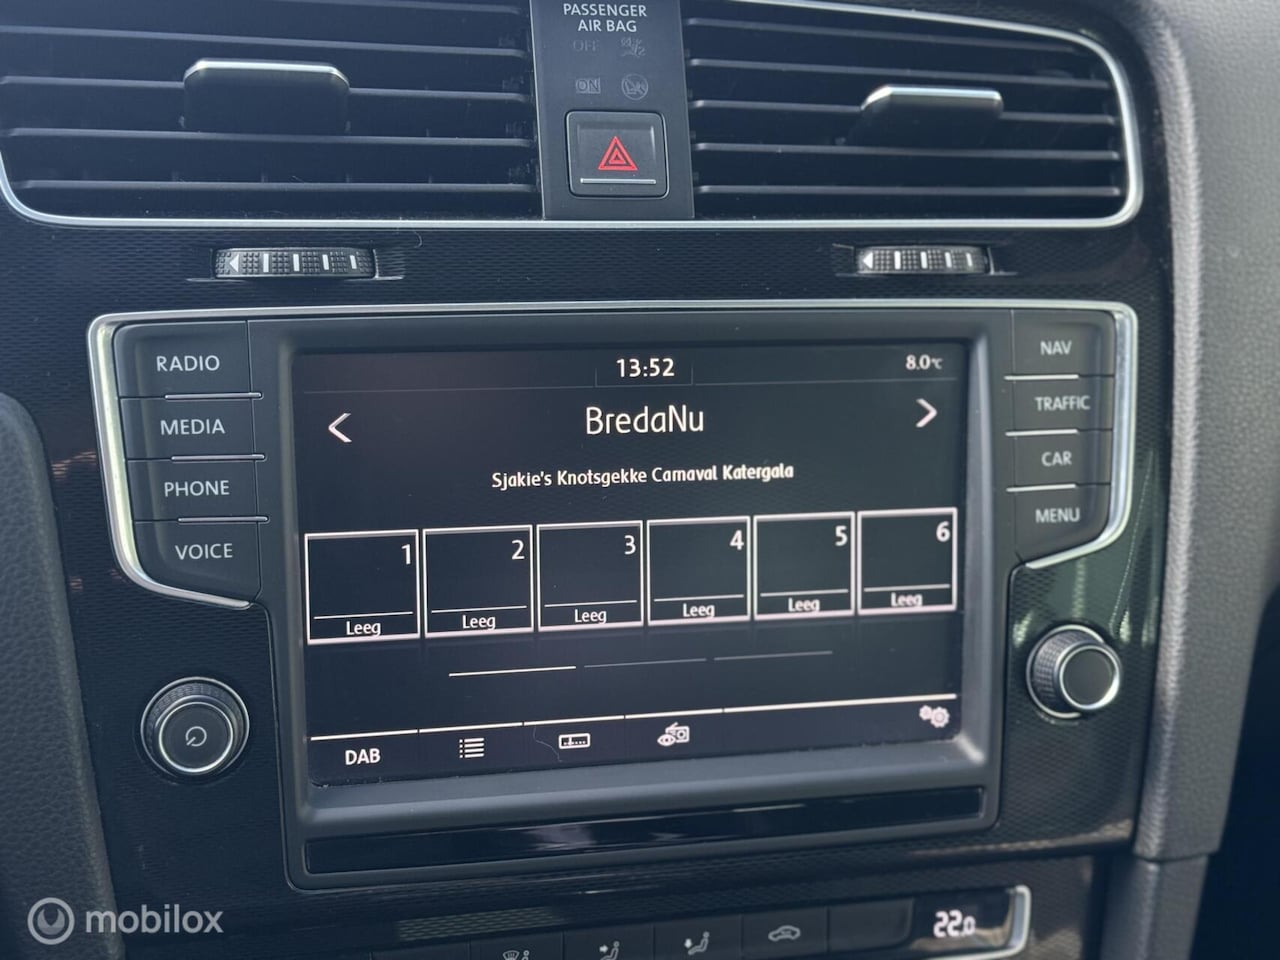 PASSENGER
AIR BAG
OFF
ON
RADIO
MEDIA
PHONE
VOICE
13:52
8.0°C
BredaNu
Sjakie's Knotsgekke Carnaval Katergala
1 2 3 4 5 6
Leeg Leeg Leeg Leeg Leeg Leeg
DAB
NAV
TRAFFIC
CAR
MENU
22.0
mobilox